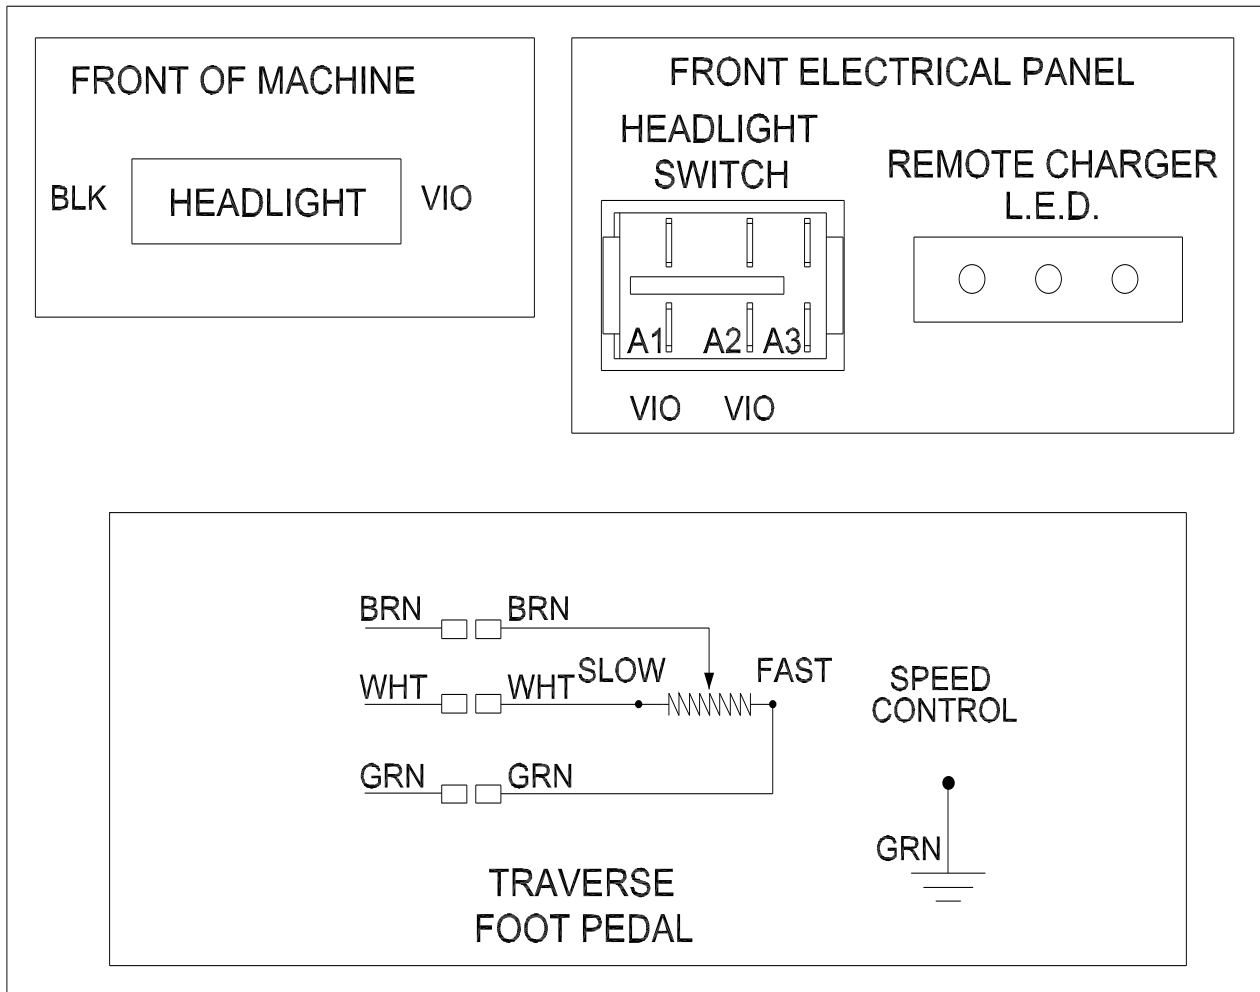 FRONT OF MACHINE
BLK
HEADLIGHT
VIO
FRONT ELECTRICAL PANEL
HEADLIGHT
SWITCH
REMOTE CHARGER
L.E.D.
A1 A2 A3
VIO VIO
BRN BRN
WHT WHT SLOW FAST
GRN GRN
SPEED
CONTROL
GRN
TRAVERSE
FOOT PEDAL